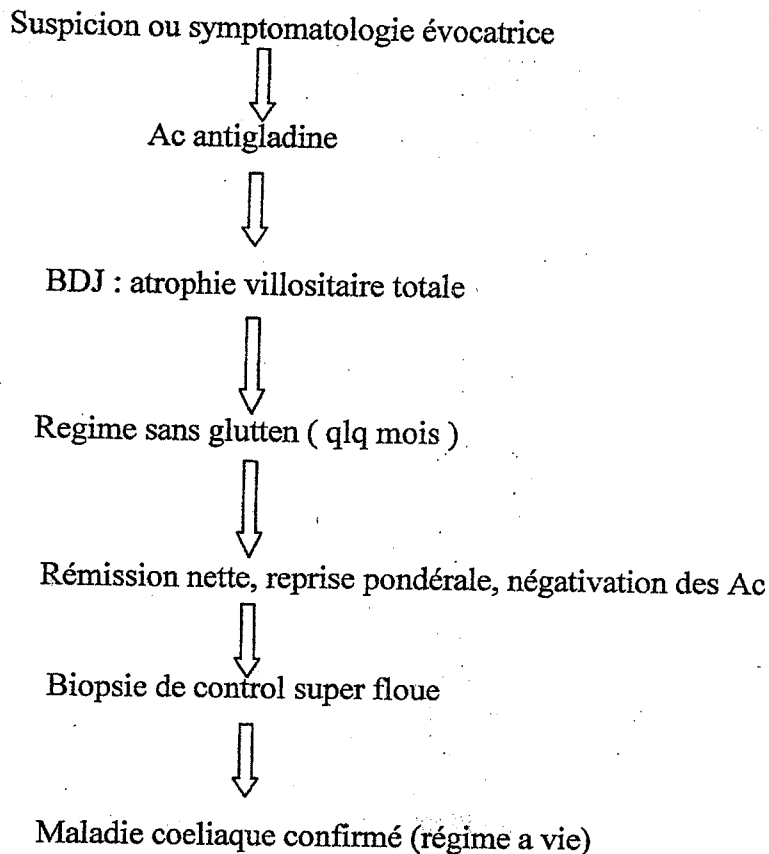 Suspicion ou symptomatologie évocatrice
Ac antigladine
BDJ : atrophie villositaire totale
Regime sans glutten ( qlq mois )
Rémission nette, reprise pondérale, négativation des Ac
Biopsie de control super floue
Maladie coeliaque confirmé (régime a vie)